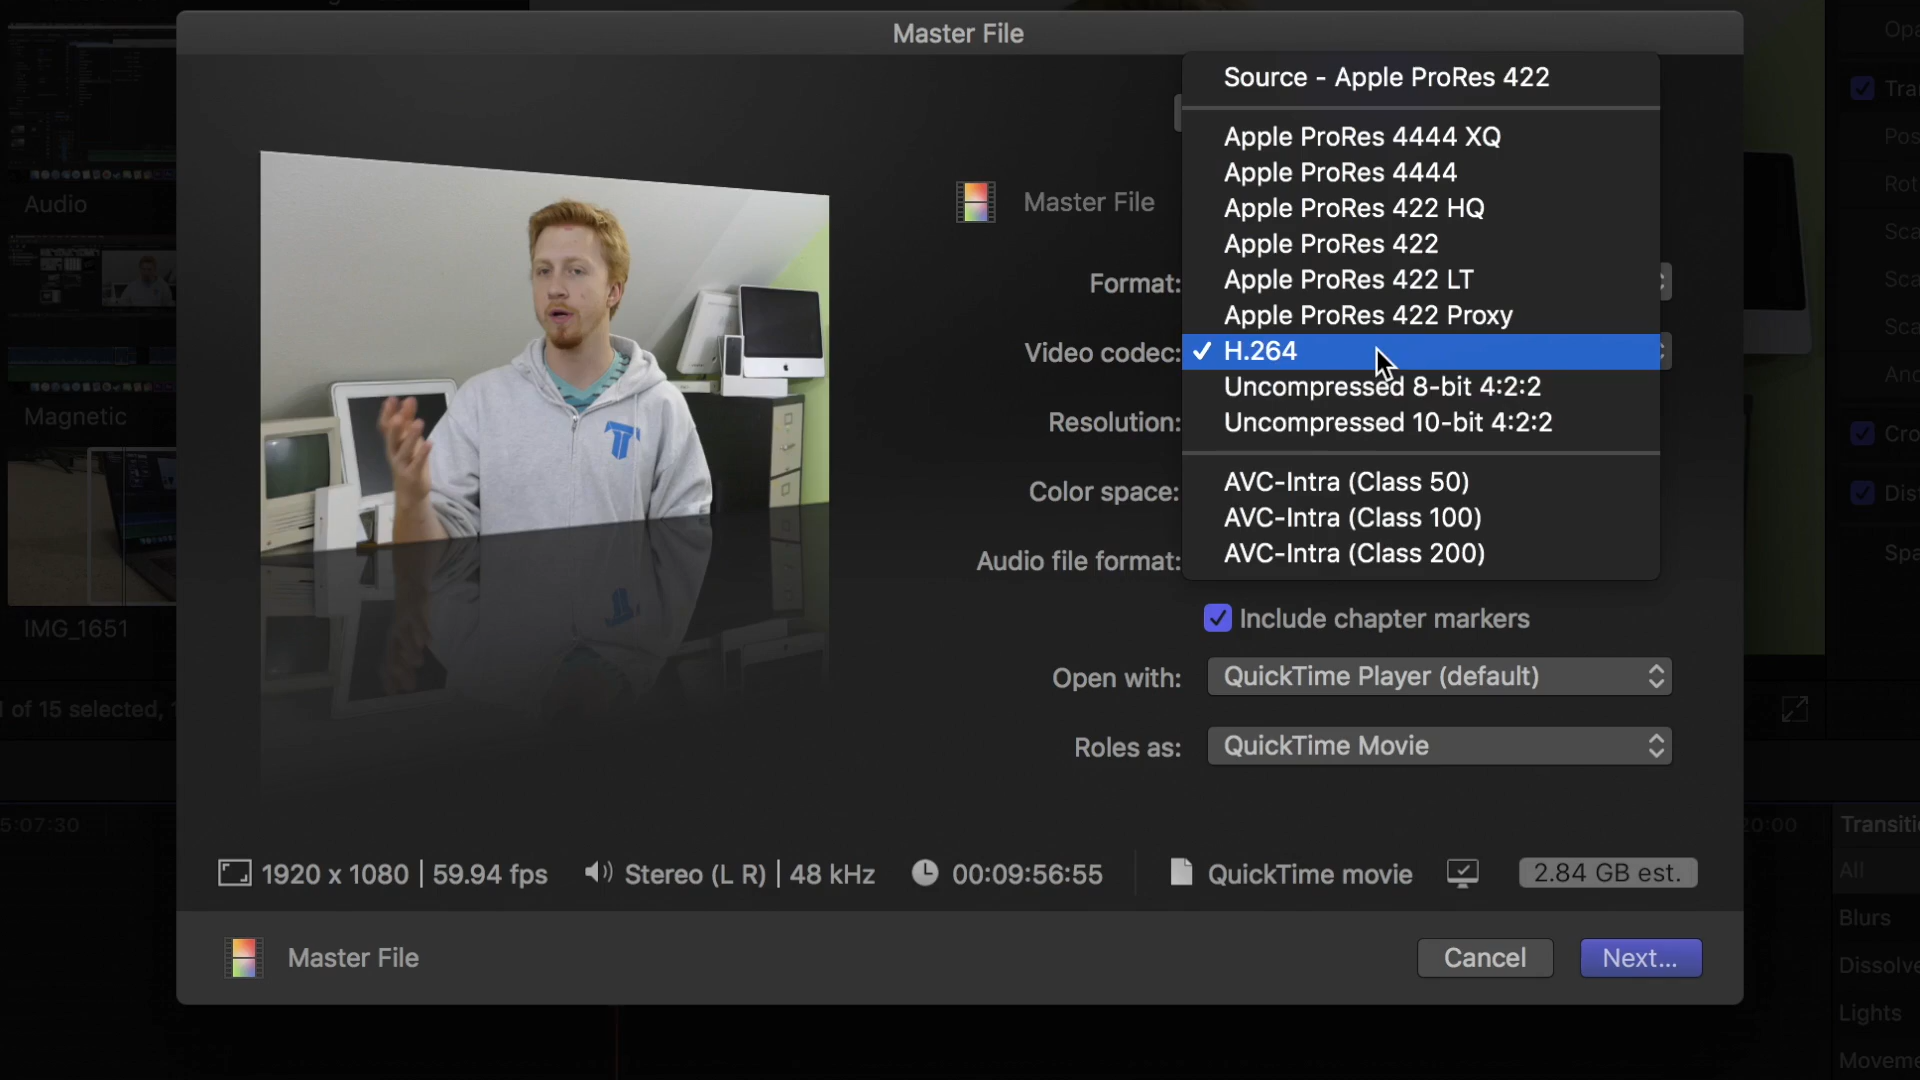 Master File
Source - Apple ProRes 422
Apple ProRes 4444 XQ
Apple ProRes 4444
Master File
Apple ProRes 422 HQ
Apple ProRes 422
Format:
Apple ProRes 422 LT
Apple ProRes 422 Proxy
Video codec:
✓ H.264
Uncompressed 8-bit 4:2:2
Resolution:
Uncompressed 10-bit 4:2:2
Color space:
AVC-Intra (Class 50)
AVC-Intra (Class 100)
Audio file format:
AVC-Intra (Class 200)
Include chapter markers
Open with:
QuickTime Player (default)
Roles as:
QuickTime Movie
1920 x 1080 | 59.94 fps
Stereo (L R) | 48 kHz
00:09:56:55
QuickTime movie
2.84 GB est.
Master File
Cancel
Next...
Audio
Magnetic
IMG_1651
of 15 selected,
5:07:30
20:00
All
Blurs
Lights